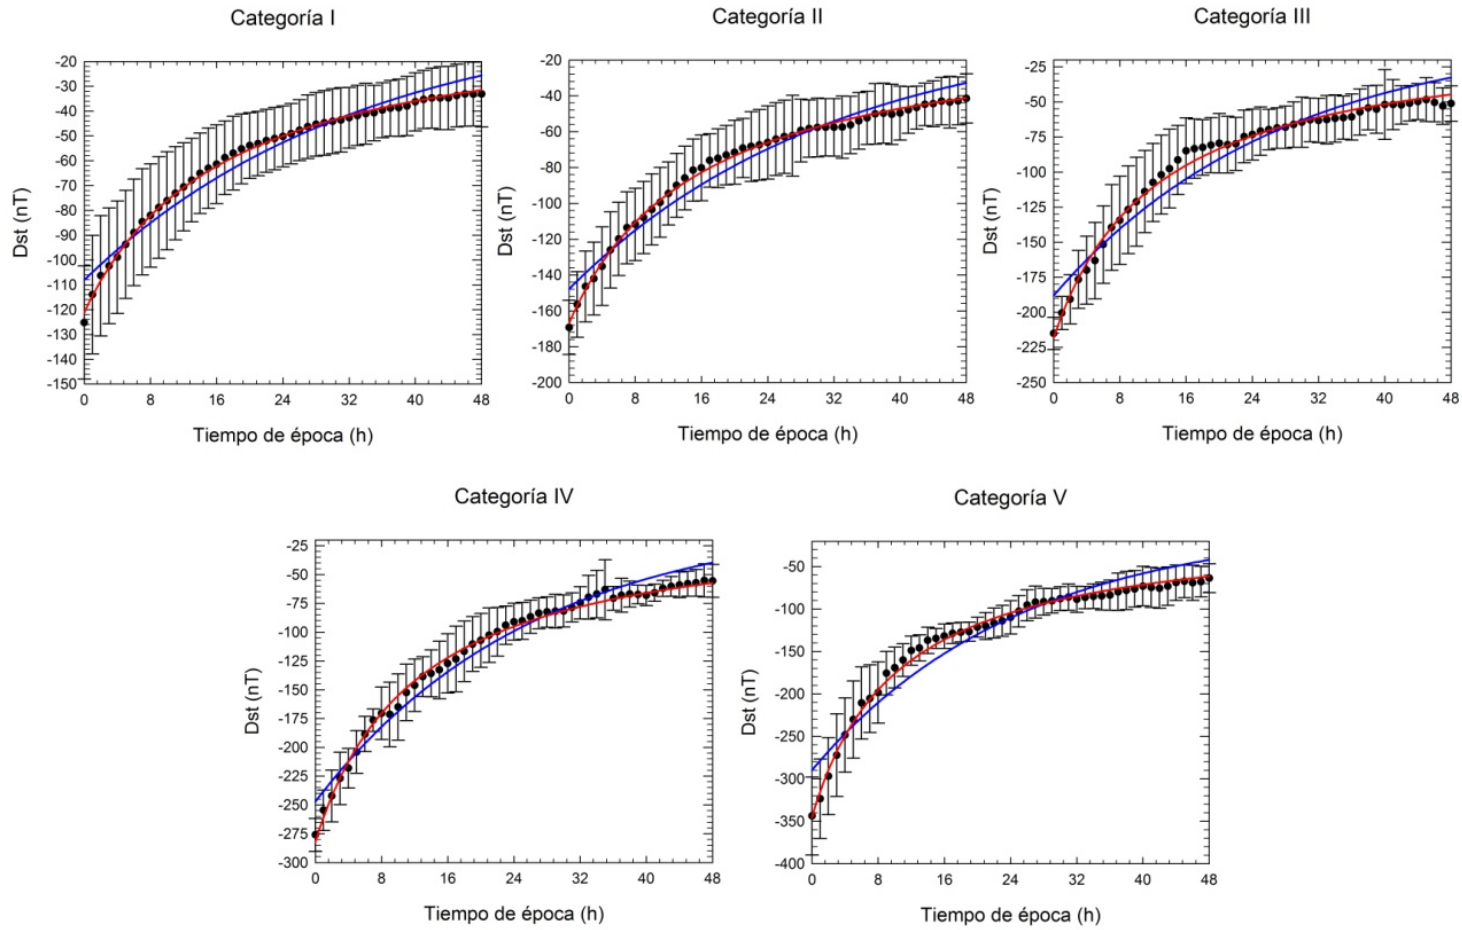 Categoría I
Categoría II
Categoría III
Dst (nT)
-20
-30
-40
-50
-60
-70
-80
-90
-100
-110
-120
-130
-140
-150
0 8 16 24 32 40 48
Tiempo de época (h)
Dst (nT)
-20
-40
-60
-80
-100
-120
-140
-160
-180
-200
0 8 16 24 32 40 48
Tiempo de época (h)
Dst (nT)
-25
-50
-75
-100
-125
-150
-175
-200
-225
-250
0 8 16 24 32 40 48
Tiempo de época (h)
Categoría IV
Categoría V
Dst (nT)
-25
-50
-75
-100
-125
-150
-175
-200
-225
-250
-275
-300
0 8 16 24 32 40 48
Tiempo de época (h)
Dst (nT)
-50
-100
-150
-200
-250
-300
-350
-400
0 8 16 24 32 40 48
Tiempo de época (h)